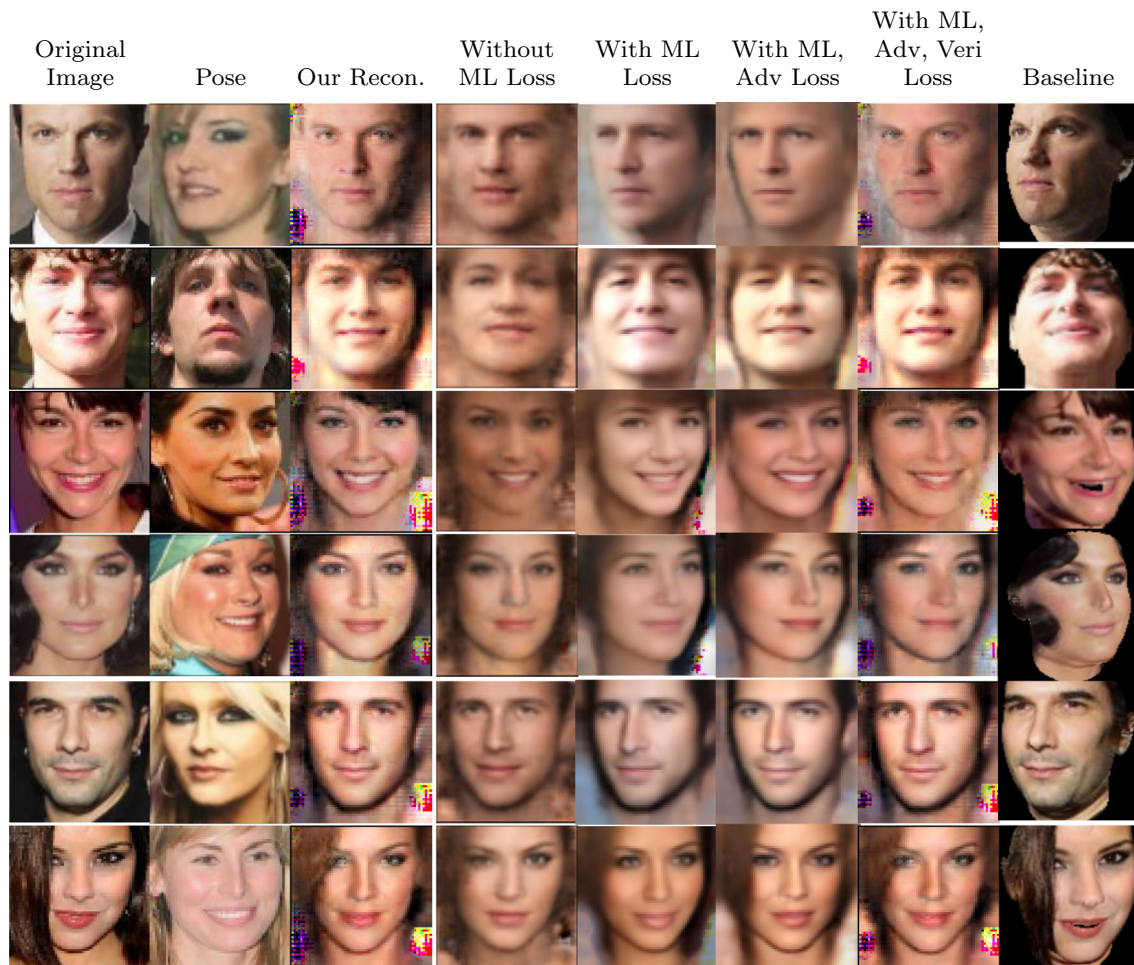 Original Image
Pose
Our Recon.
Without ML Loss
With ML Loss
With ML, Adv Loss
With ML, Adv, Veri Loss
Baseline